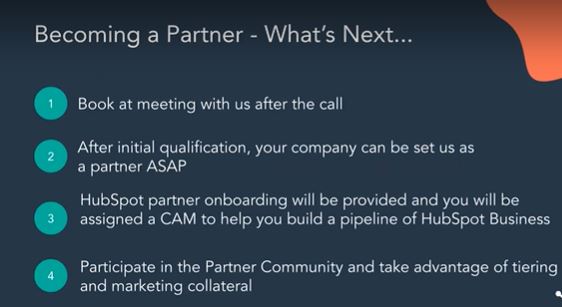 Becoming a Partner - What's Next...
1 Book at meeting with us after the call
2 After initial qualification, your company can be set us as
a partner ASAP
3 HubSpot partner onboarding will be provided and you will be
assigned a CAM to help you build a pipeline of HubSpot Business
4 Participate in the Partner Community and take advantage of tiering
and marketing collateral